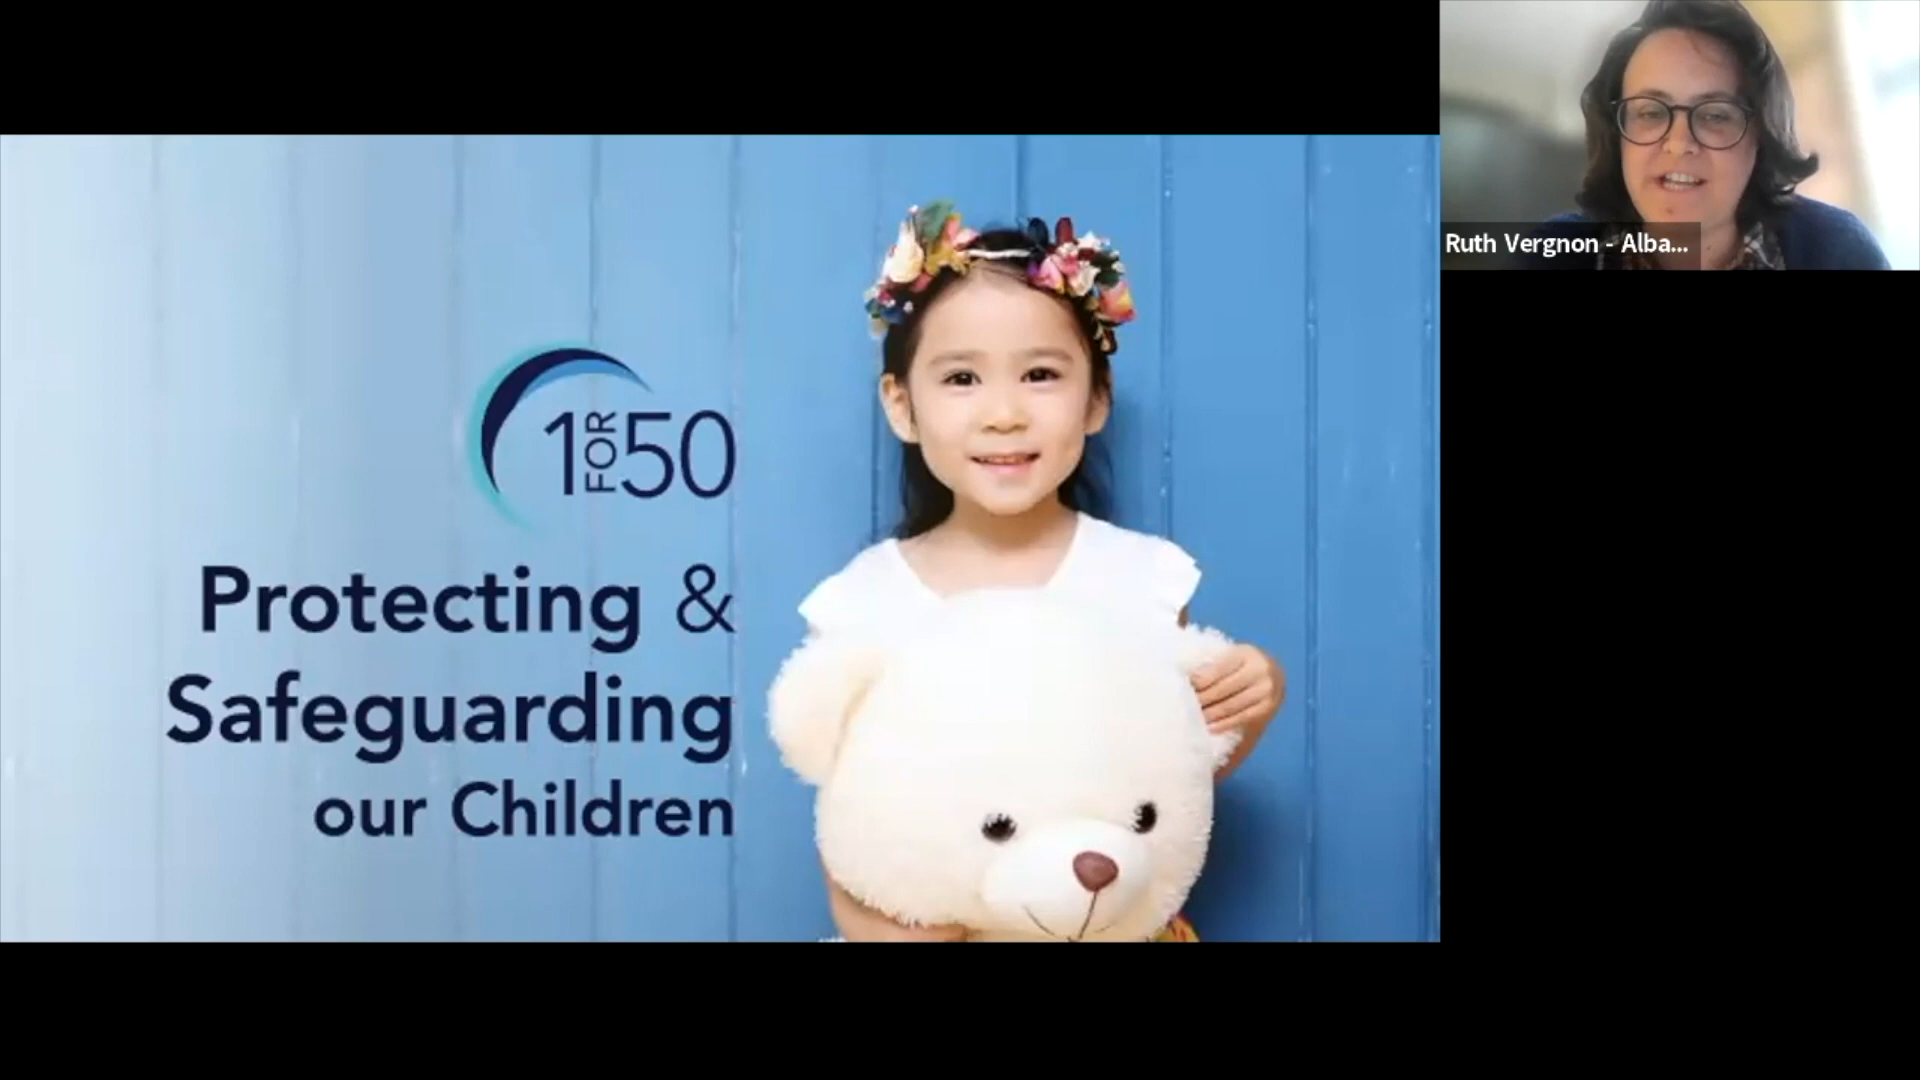 1 FOR 50
Protecting &
Safeguarding
our Children
Ruth Vergnon - Alba...